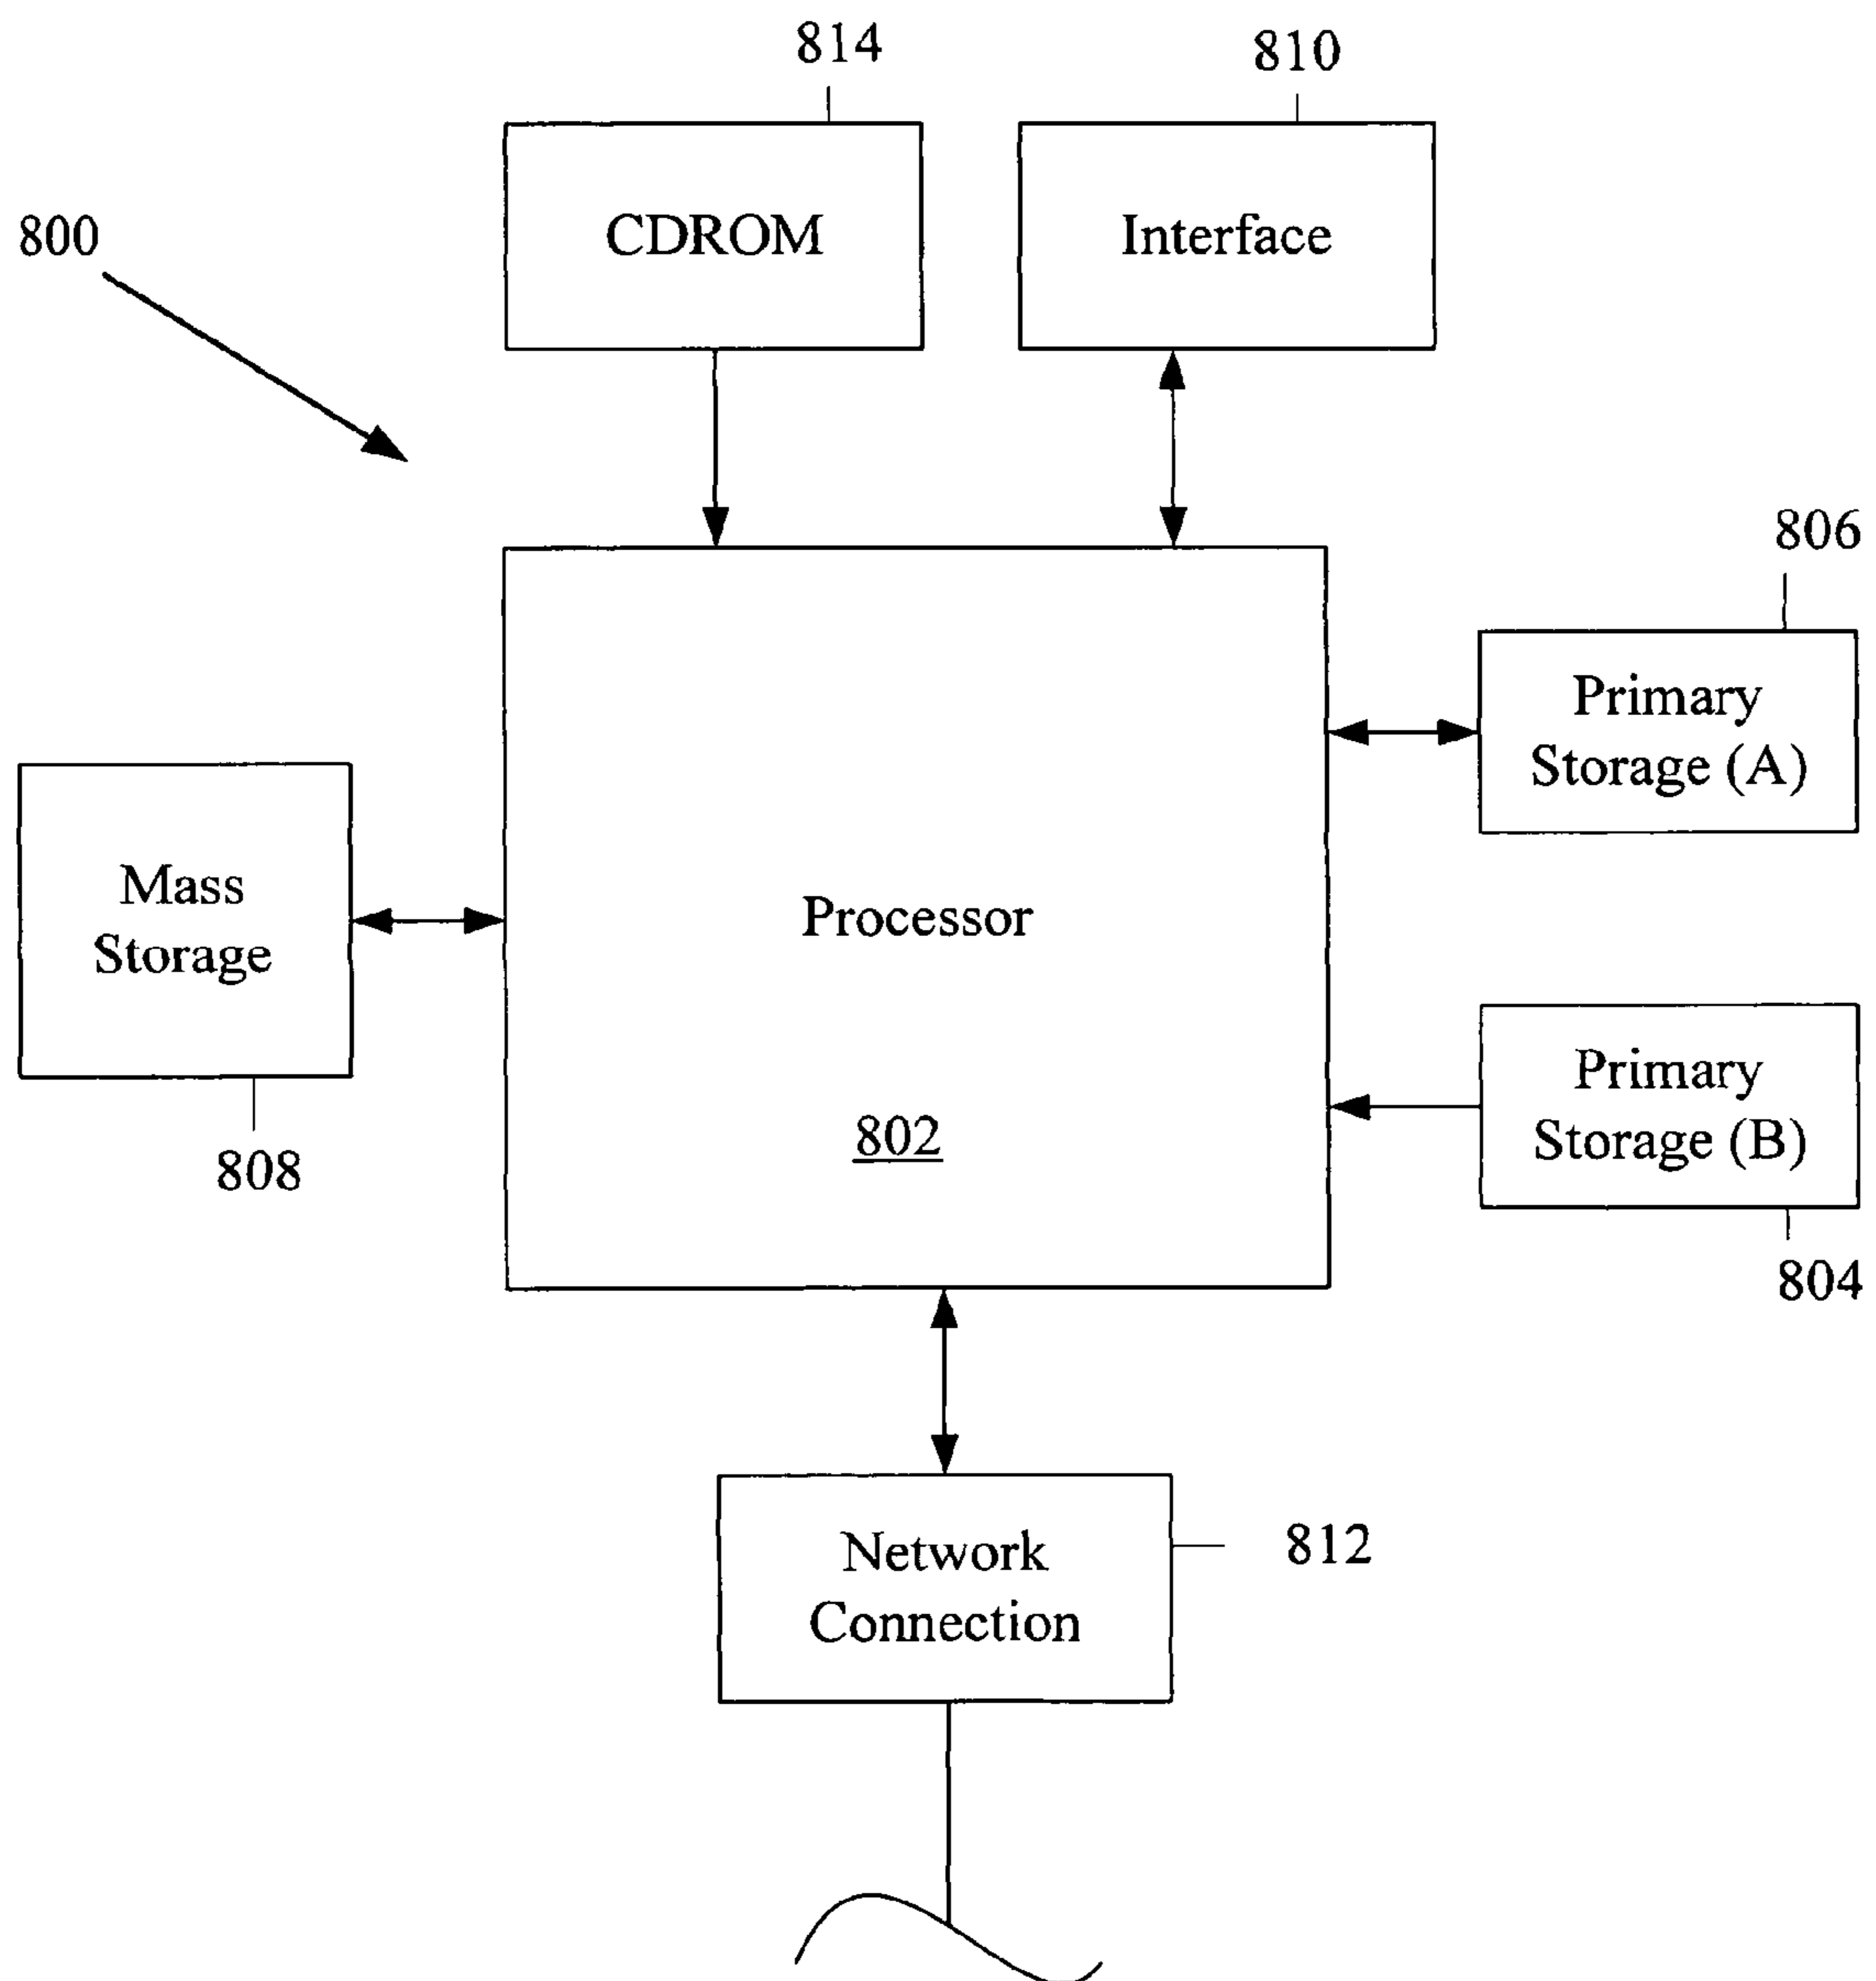 814
810
800
CDROM
Interface
806
Primary
Storage (A)
Mass
Storage
Processor
Primary
Storage (B)
802
808
804
Network
Connection
812